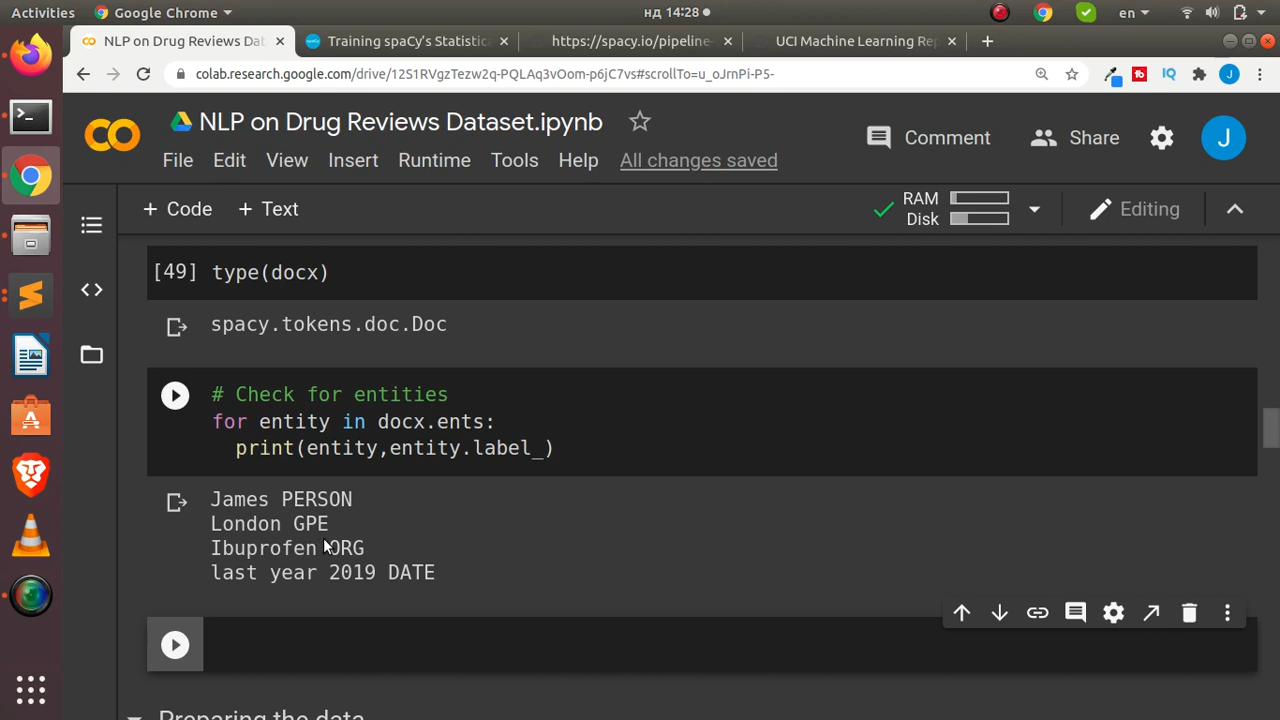 Activities Google Chrome нд 14:28 en
NLP on Drug Reviews Dat Training spaCy's Statistica https://spacy.io/pipeline- UCI Machine Learning Rep
colab.research.google.com/drive/12S1RVgzTezw2q-PQLAq3vOom-p6jC7vs#scrollTo=u_oJrnPi-P5- IQ J
CO NLP on Drug Reviews Dataset.ipynb Comment Share J
File Edit View Insert Runtime Tools Help All changes saved
+ Code + Text RAM Disk Editing
[49] type(docx)
spacy.tokens.doc.Doc
# Check for entities
for entity in docx.ents:
print(entity,entity.label_)
James PERSON
London GPE
Ibuprofen ORG
last year 2019 DATE
Preparing the data